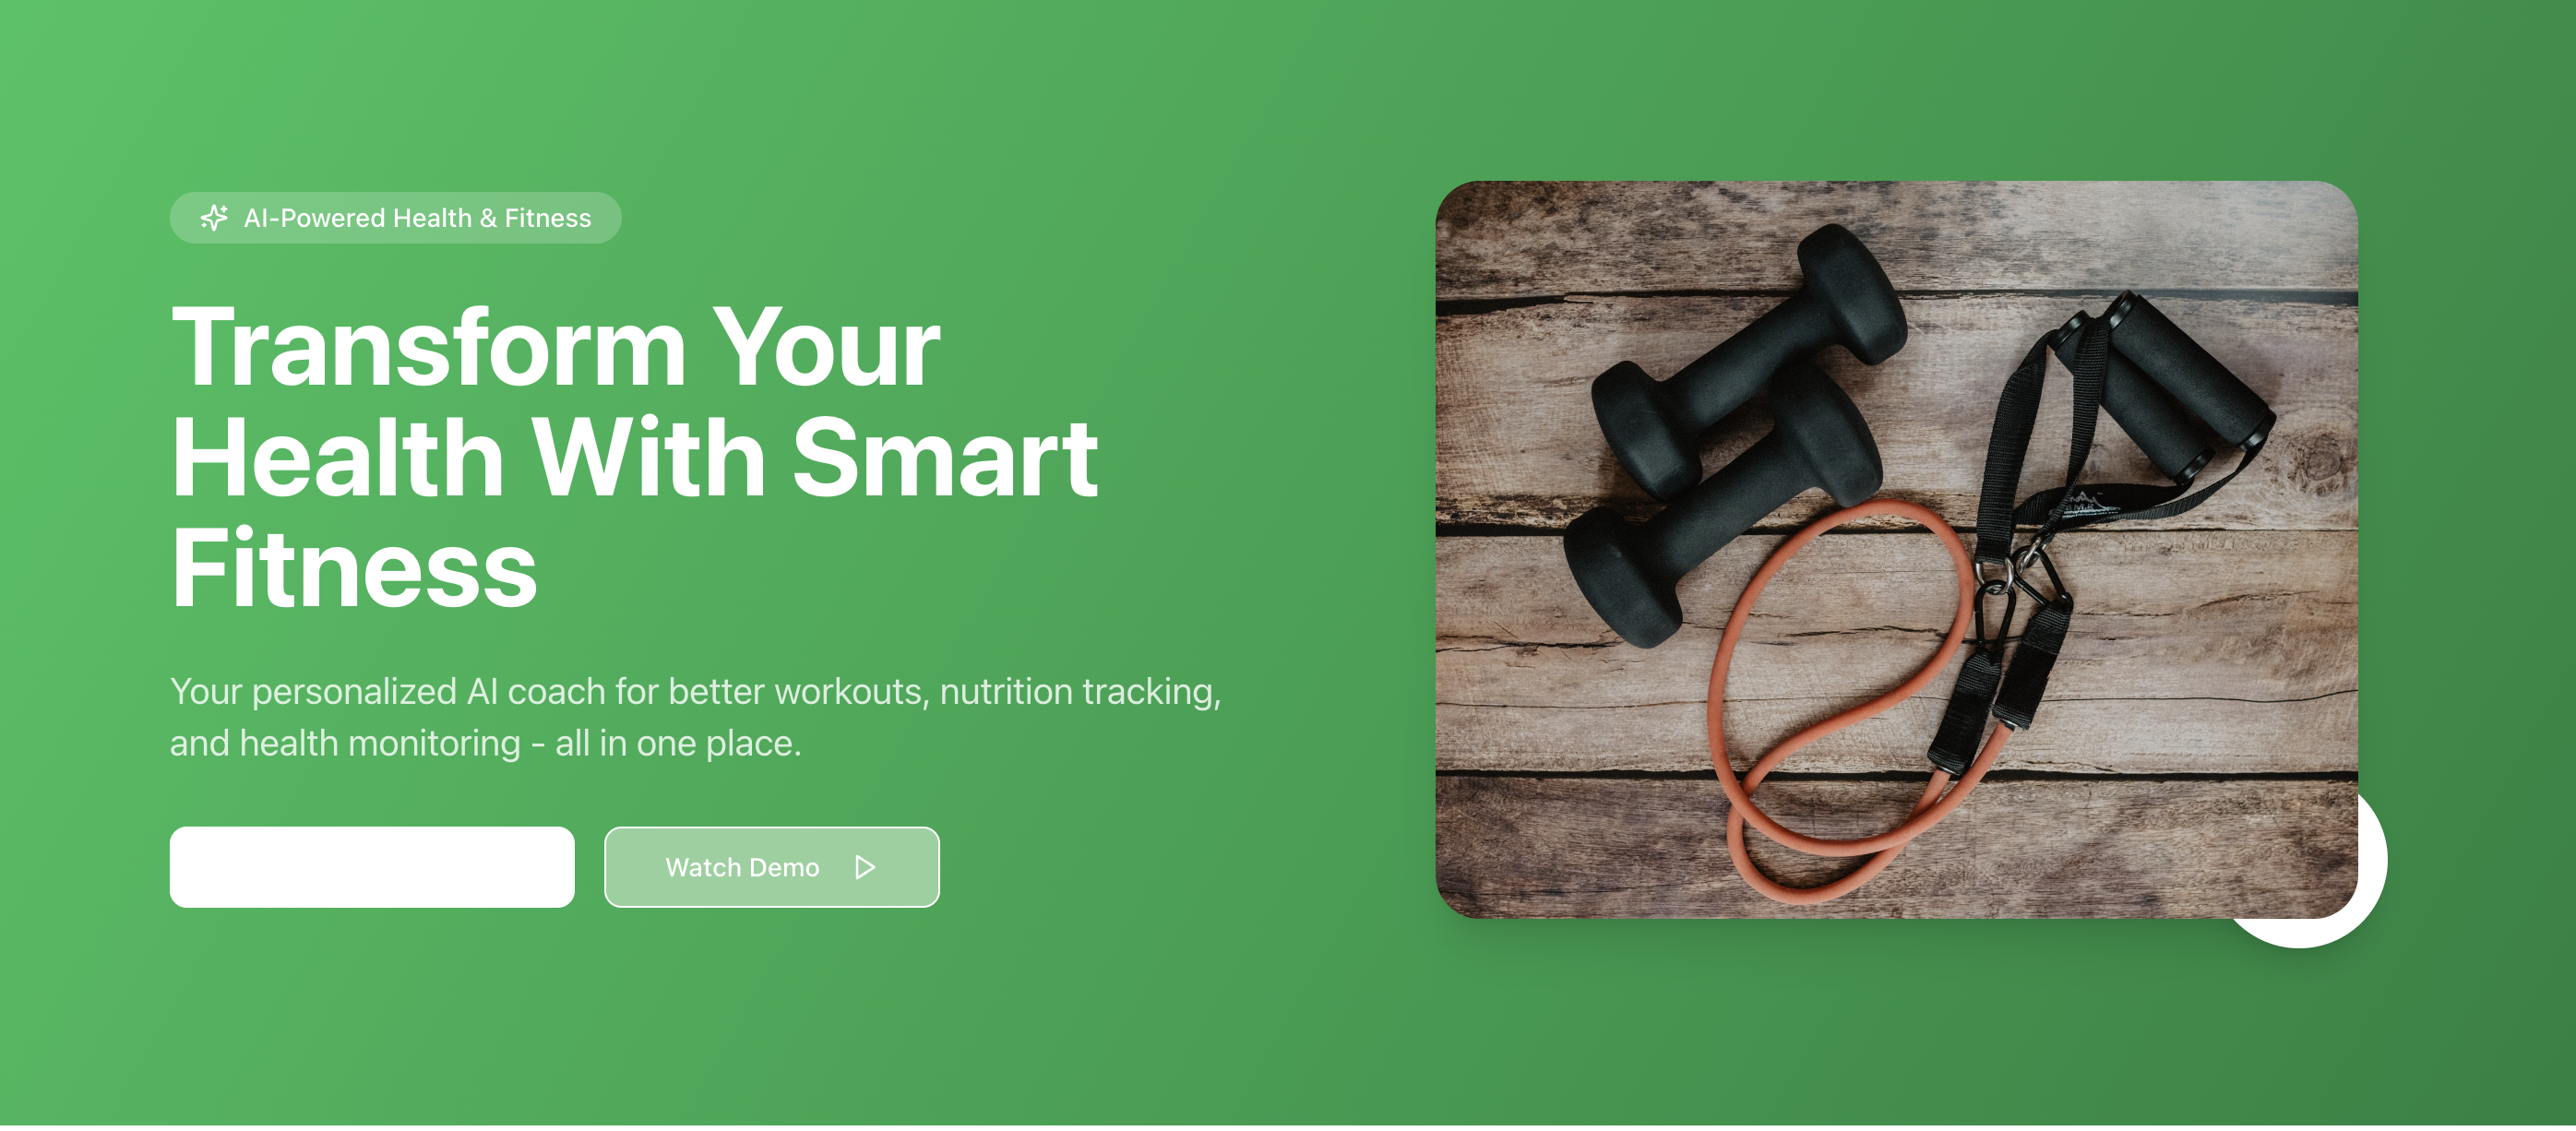 AI-Powered Health & Fitness
Transform Your
Health With Smart
Fitness
Your personalized AI coach for better workouts, nutrition tracking,
and health monitoring - all in one place.
Watch Demo